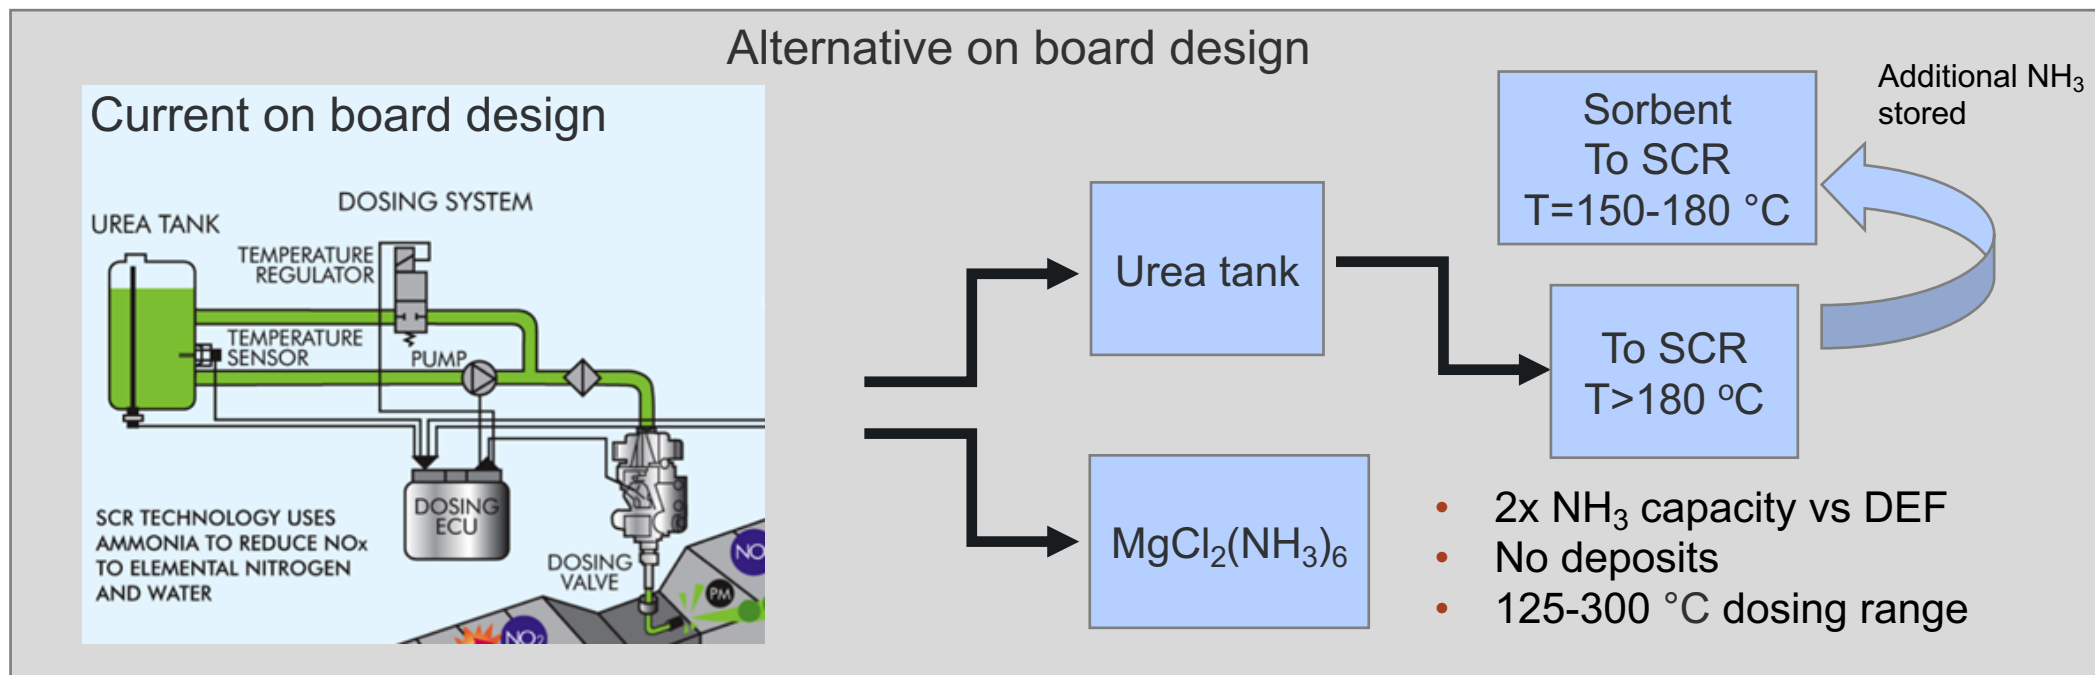 Alternative on board design
Current on board design
DOSING SYSTEM
UREA TANK
TEMPERATURE
REGULATOR
TEMPERATURE
SENSOR
PUMP
DOSING
ECU
DOSING
VALVE
SCR TECHNOLOGY USES
AMMONIA TO REDUCE NOx
TO ELEMENTAL NITROGEN
AND WATER
NO₂
PM
NO
Urea tank
MgCl₂(NH₃)₆
Sorbent
To SCR
T=150-180 °C
Additional NH₃
stored
To SCR
T>180 ºC
• 2x NH₃ capacity vs DEF
• No deposits
• 125-300 °C dosing range